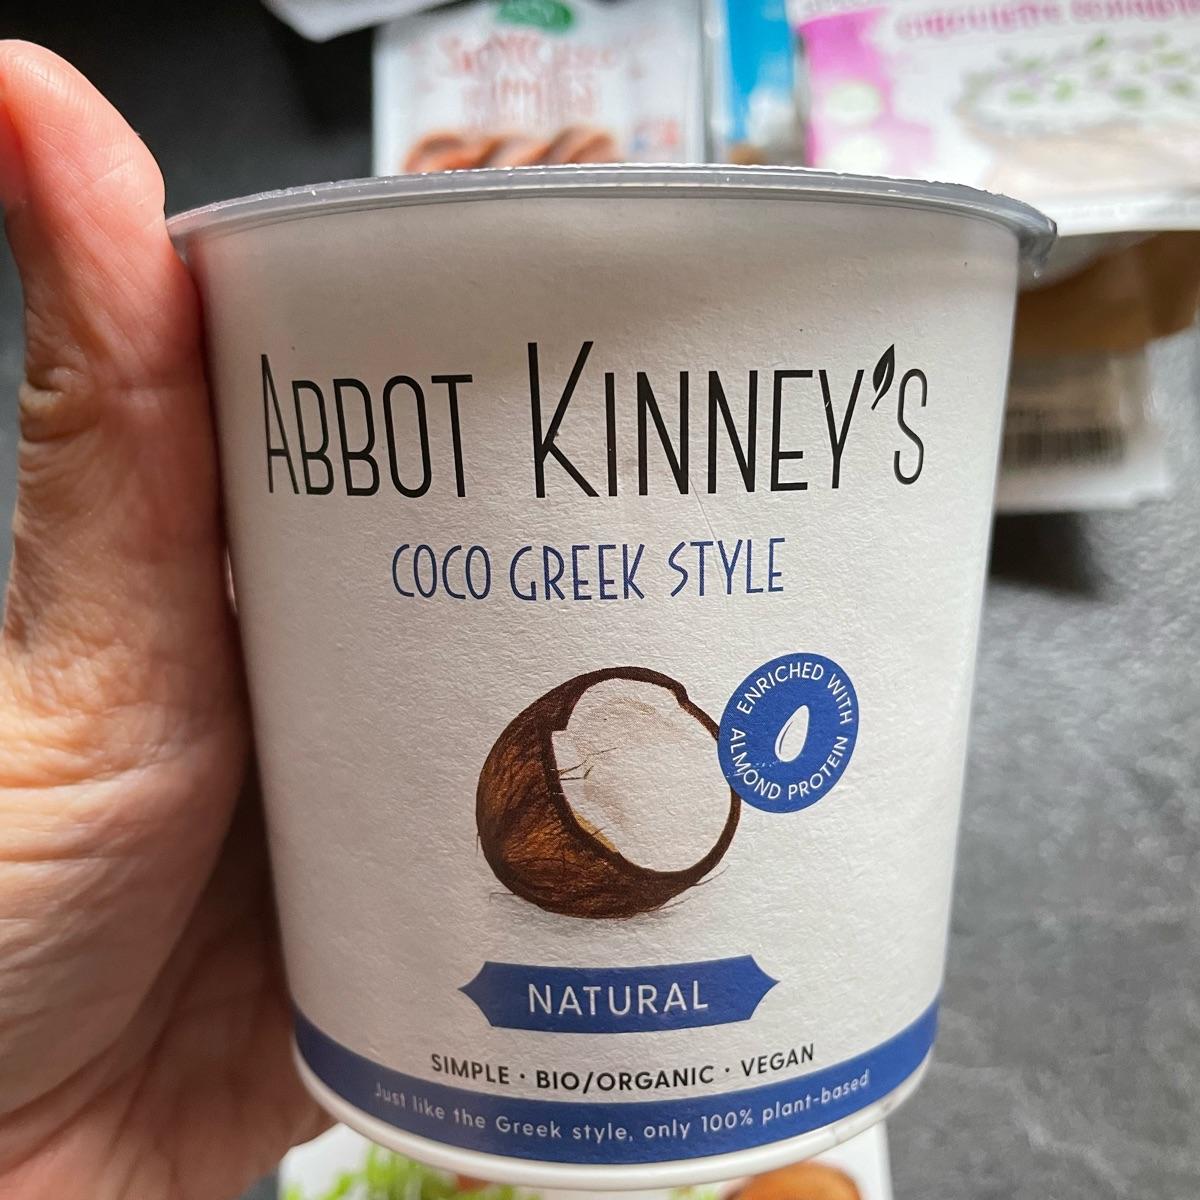 ABBOT KINNEY'S
COCO GREEK STYLE
ENRICHED WITH
ALMOND PROTEIN
NATURAL
SIMPLE · BIO/ORGANIC · VEGAN
Just like the Greek style, only 100% plant-based